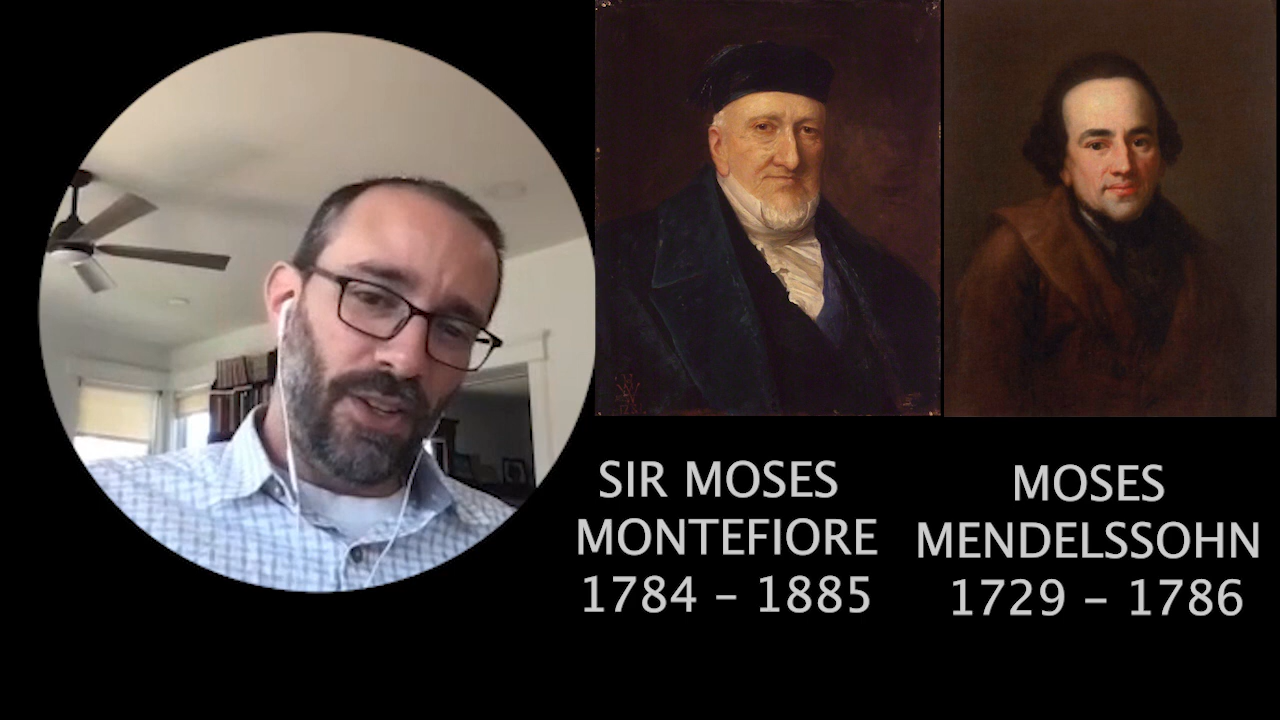 SIR MOSES
MONTEFIORE
1784 – 1885
MOSES
MENDELSSOHN
1729 – 1786